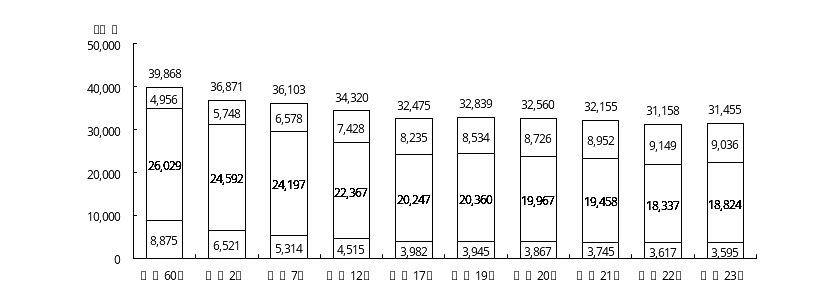 50,000
40,000
30,000
20,000
10,000
0
39,868 36,871 36,103 34,320 32,475 32,839 32,560 32,155 31,158 31,455
4,956 5,748 6,578 7,428 8,235 8,534 8,726 8,952 9,149 9,036
26,029 24,592 24,197 22,367 20,247 20,360 19,967 19,458 18,337 18,824
8,875 6,521 5,314 4,515 3,982 3,945 3,867 3,745 3,617 3,595
60 2 7 12 17 19 20 21 22 23